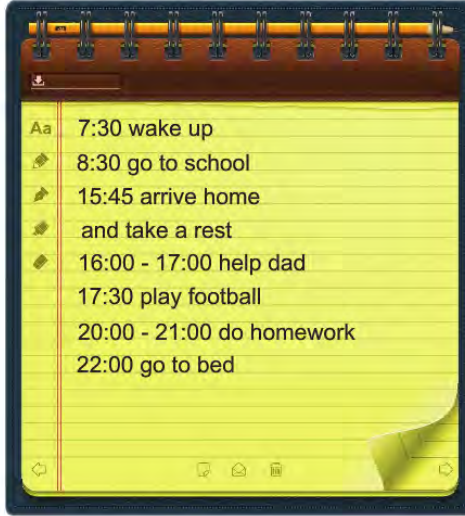 Aa
7:30 wake up
8:30 go to school
15:45 arrive home
and take a rest
16:00 - 17:00 help dad
17:30 play football
20:00 - 21:00 do homework
22:00 go to bed